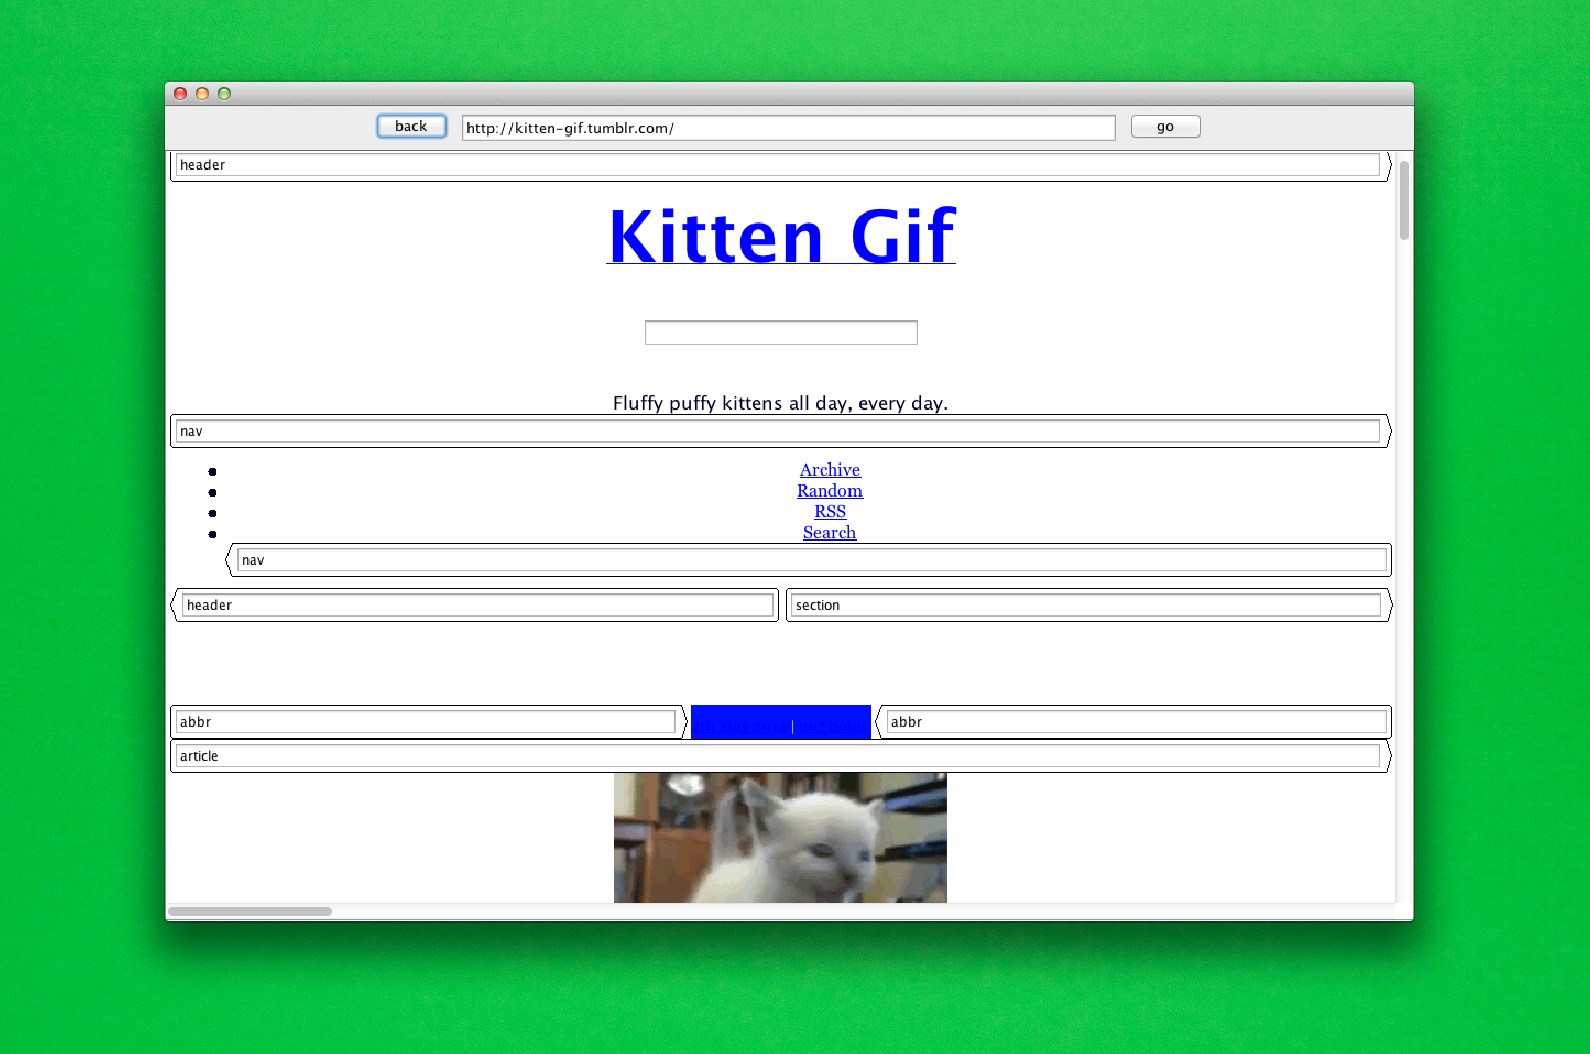 back http://kitten-gif.tumblr.com/ go
header
Kitten Gif
Fluffy puffy kittens all day, every day.
nav
Archive
Random
RSS
Search
nav
header section
abbr | abbr
article